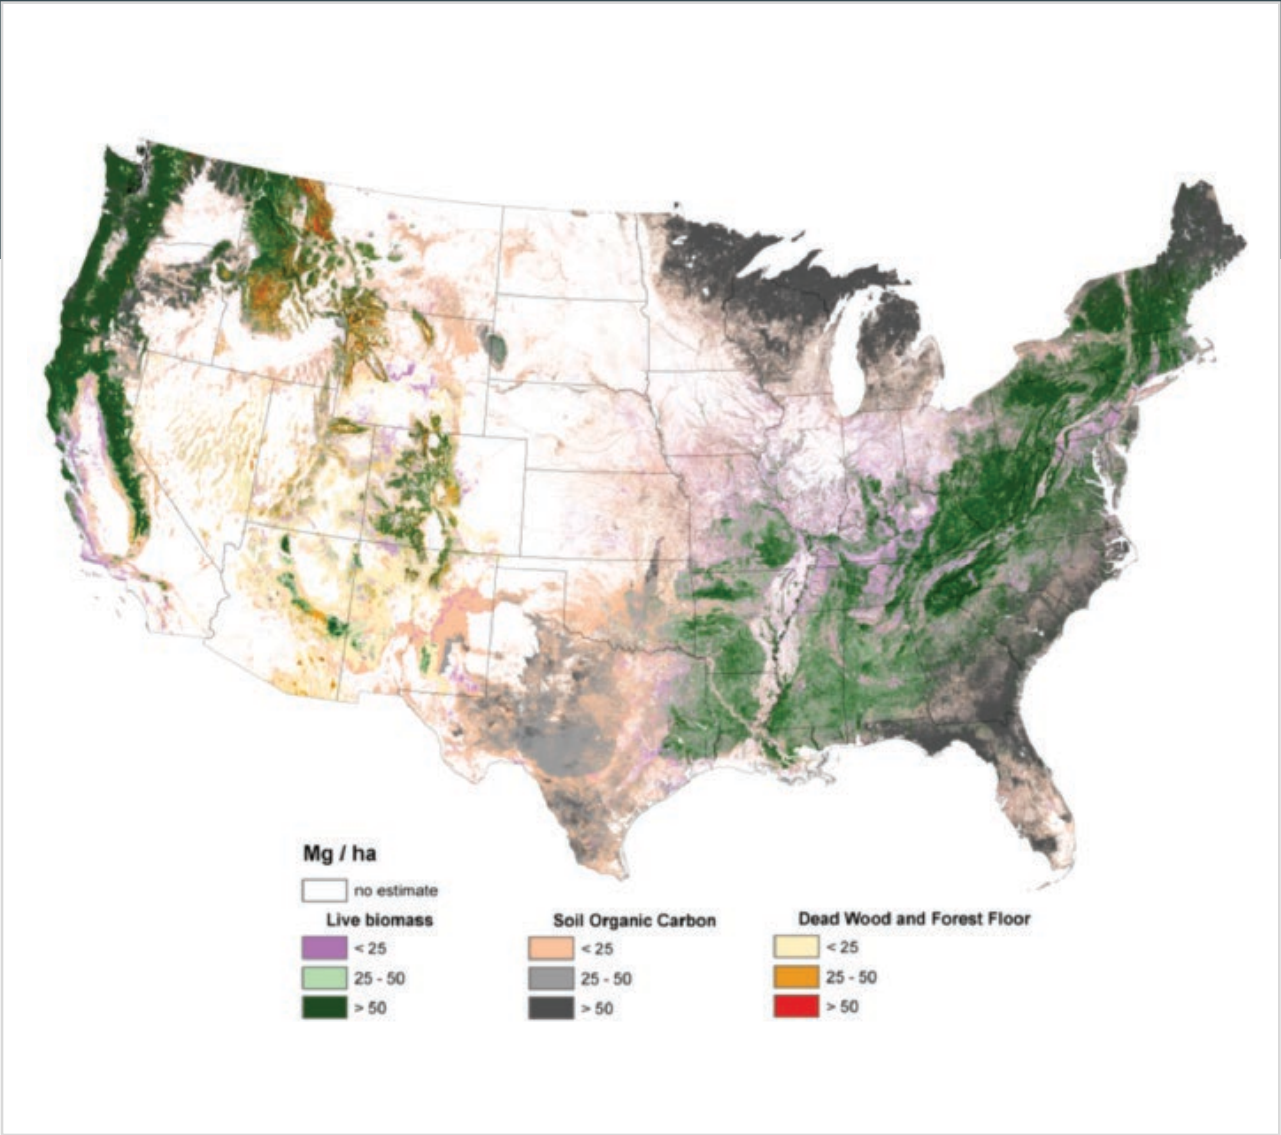 Mg / ha
no estimate
Live biomass
< 25
25 - 50
> 50
Soil Organic Carbon
< 25
25 - 50
> 50
Dead Wood and Forest Floor
< 25
25 - 50
> 50